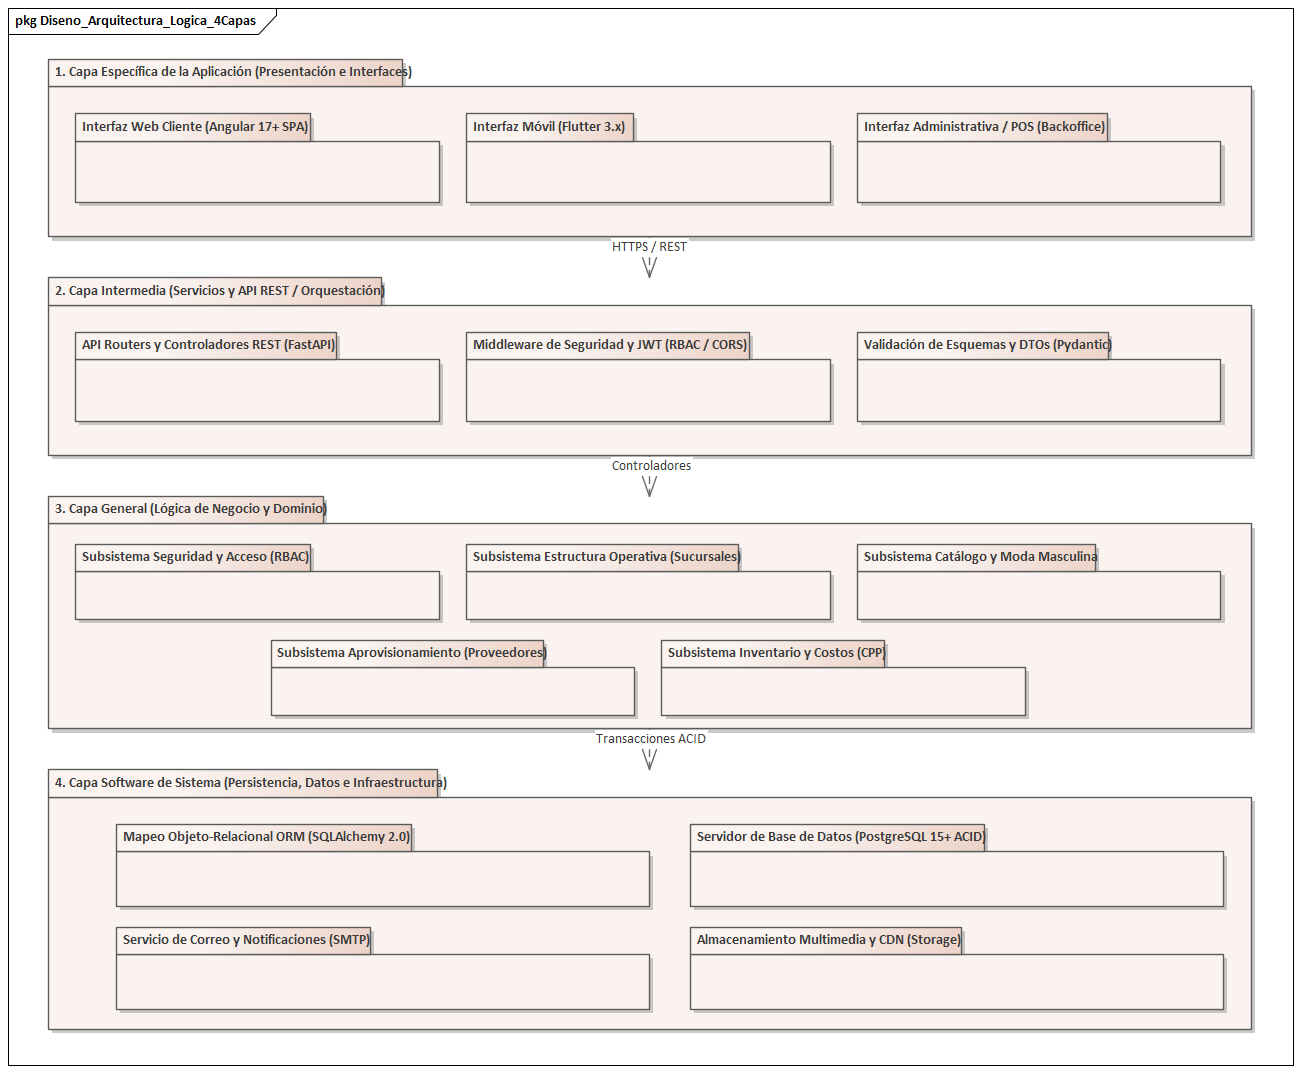 pkg Diseno_Arquitectura_Logica_4Capas
1. Capa Específica de la Aplicación (Presentación e Interfaces)
Interfaz Web Cliente (Angular 17+ SPA)
Interfaz Móvil (Flutter 3.x)
Interfaz Administrativa / POS (Backoffice)
HTTPS / REST
2. Capa Intermedia (Servicios y API REST / Orquestación)
API Routers y Controladores REST (FastAPI)
Middleware de Seguridad y JWT (RBAC / CORS)
Validación de Esquemas y DTOs (Pydantic)
Controladores
3. Capa General (Lógica de Negocio y Dominio)
Subsistema Seguridad y Acceso (RBAC)
Subsistema Estructura Operativa (Sucursales)
Subsistema Catálogo y Moda Masculina
Subsistema Aprovisionamiento (Proveedores)
Subsistema Inventario y Costos (CPP)
Transacciones ACID
4. Capa Software de Sistema (Persistencia, Datos e Infraestructura)
Mapeo Objeto-Relacional ORM (SQLAlchemy 2.0)
Servidor de Base de Datos (PostgreSQL 15+ ACID)
Servicio de Correo y Notificaciones (SMTP)
Almacenamiento Multimedia y CDN (Storage)